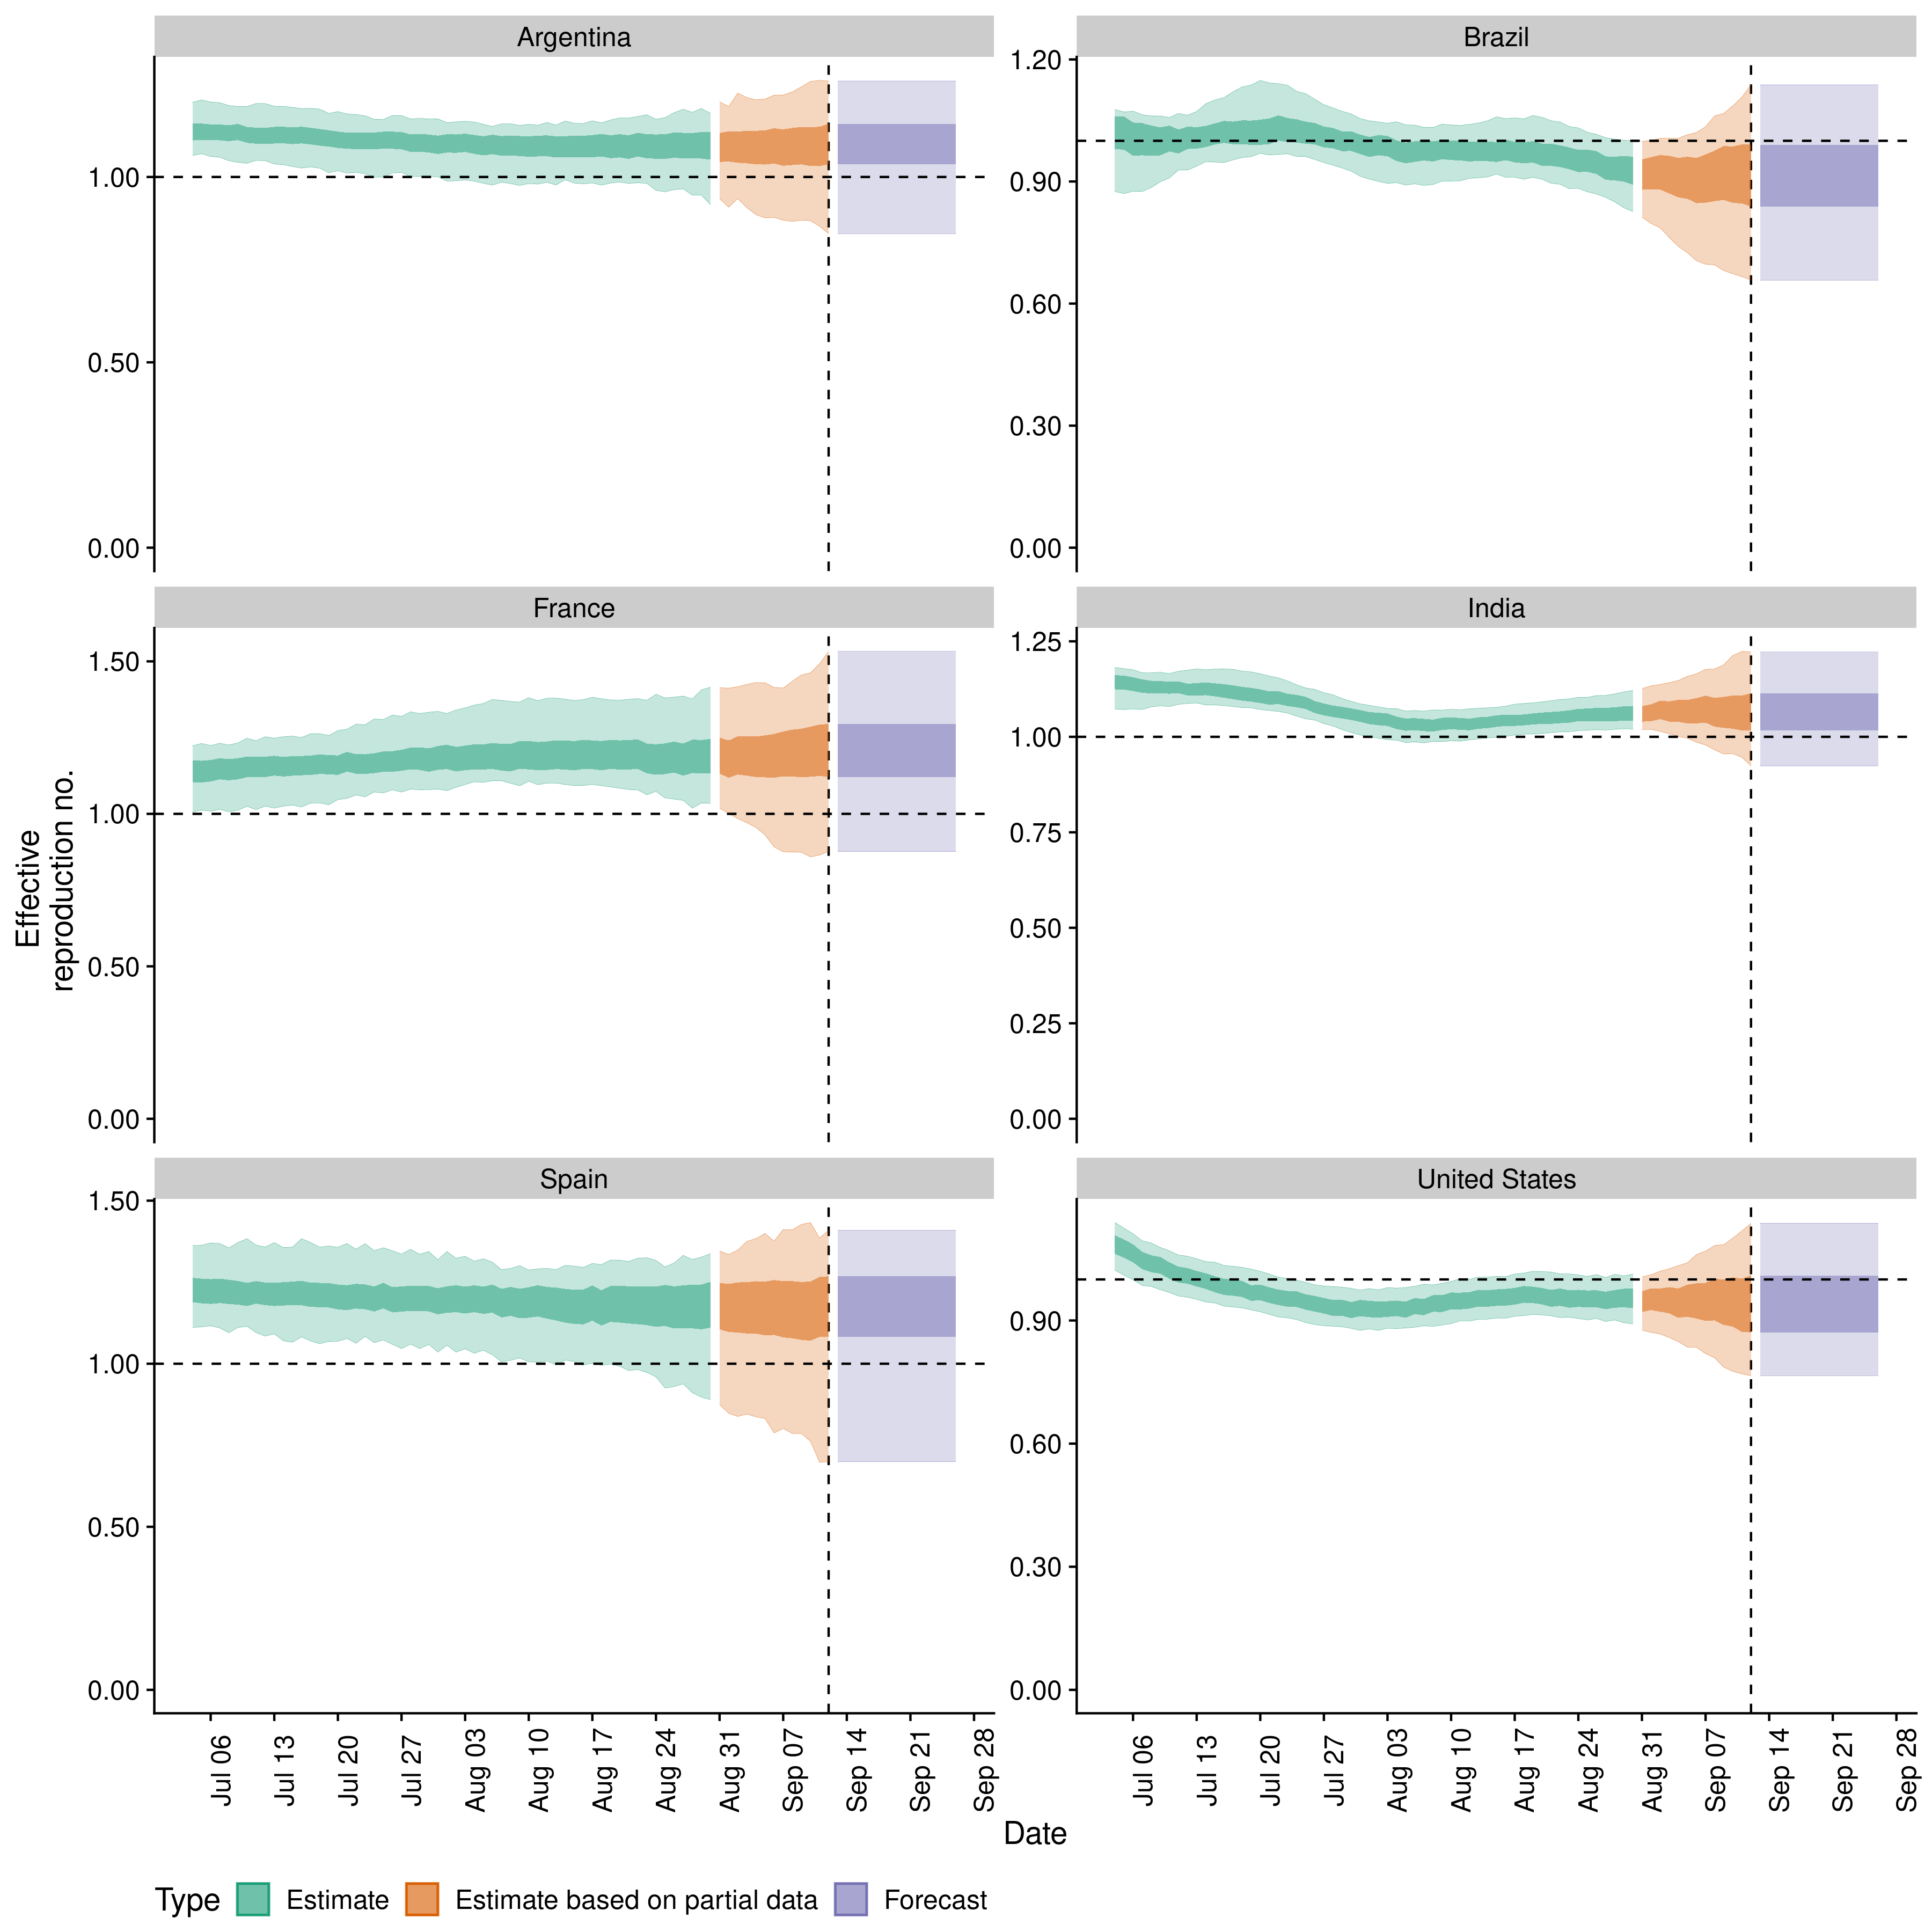 Argentina
Brazil
1.00
0.50
0.00
1.20
0.90
0.60
0.30
0.00
France
India
1.50
1.00
0.50
0.00
1.25
1.00
0.75
0.50
0.25
0.00
Effective
reproduction no.
Spain
United States
1.50
1.00
0.50
0.00
0.90
0.60
0.30
0.00
Jul 06
Jul 13
Jul 20
Jul 27
Aug 03
Aug 10
Aug 17
Aug 24
Aug 31
Sep 07
Sep 14
Sep 21
Sep 28
Jul 06
Jul 13
Jul 20
Jul 27
Aug 03
Aug 10
Aug 17
Aug 24
Aug 31
Sep 07
Sep 14
Sep 21
Sep 28
Date
Type Estimate Estimate based on partial data Forecast